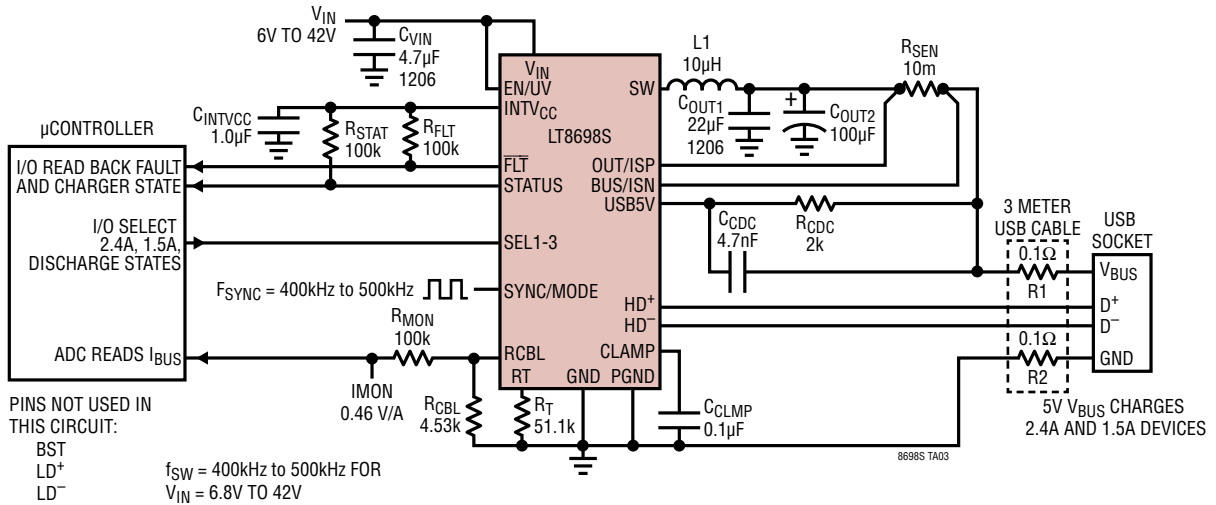 VIN
6V TO 42V
CVIN
4.7µF
1206
VIN
EN/UV
INTVCC
LT8698S
FLT
STATUS
SEL1-3
SYNC/MODE
RCBL
RT
GND
PGND
SW
OUT/ISP
BUS/ISN
USB5V
HD+
HD–
CLAMP
L1
10µH
COUT1
22µF
1206
+
COUT2
100µF
RSEN
10m
CINTVCC
1.0µF
RSTAT
100k
RFLT
100k
µCONTROLLER
I/O READ BACK FAULT
AND CHARGER STATE
I/O SELECT
2.4A, 1.5A,
DISCHARGE STATES
ADC READS IBUS
FSYNC = 400kHz to 500kHz
RMON
100k
IMON
0.46 V/A
RCBL
4.53k
RT
51.1k
CCLMP
0.1µF
CCDC
4.7nF
RCDC
2k
3 METER
USB CABLE
0.1Ω
R1
0.1Ω
R2
USB
SOCKET
VBUS
D+
D–
GND
5V VBUS CHARGES
2.4A AND 1.5A DEVICES
8698S TA03
PINS NOT USED IN
THIS CIRCUIT:
BST
LD+
LD–
fSW = 400kHz to 500kHz FOR
VIN = 6.8V TO 42V